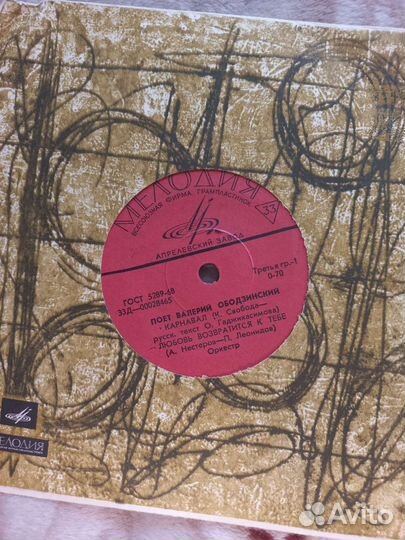 МЕЛОДИЯ
ВСЕСОЮЗНАЯ ФИРМА ГРАМПЛАСТИНОК
33
АПРЕЛЕВСКИЙ ЗАВОД
ГОСТ 5289-68
33Д—00028465
Третья гр.-1
0-70
ПОЕТ ВАЛЕРИЙ ОБОДЗИНСКИЙ
· КАРНАВАЛ (К. Свобода—
русск. текст О. Гаджикасимова)
· ЛЮБОВЬ ВОЗВРАТИТСЯ К ТЕБЕ
(А. Нестеров—П. Леонидов)
Оркестр
МЕЛОДИЯ
Avito